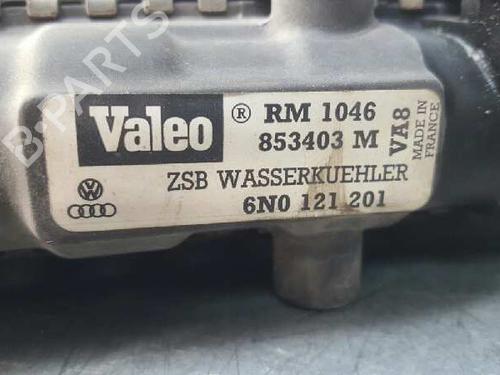 B-PARTS
Valeo ® RM 1046
853403 M
VA8
MADE IN
FRANCE
ZSB WASSERKUEHLER
6N0 121 201